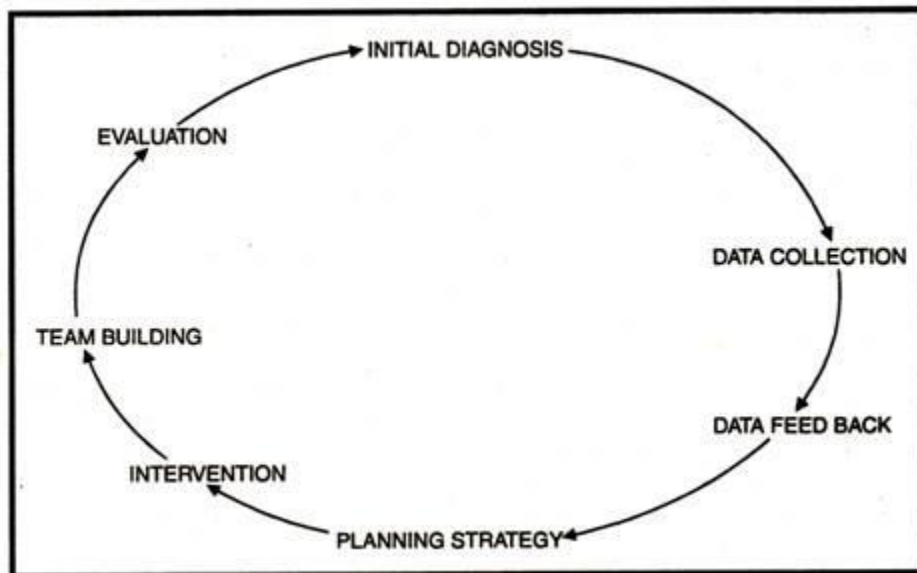 INITIAL DIAGNOSIS
DATA COLLECTION
DATA FEED BACK
PLANNING STRATEGY
INTERVENTION
TEAM BUILDING
EVALUATION